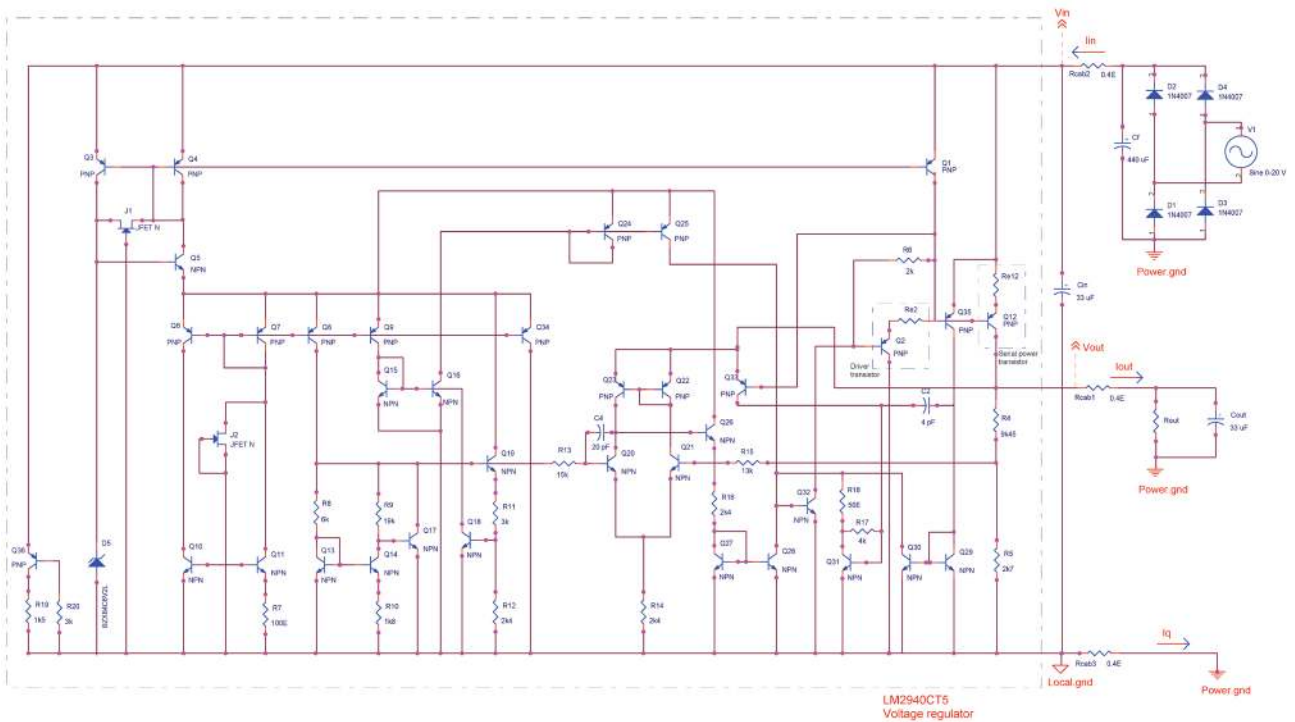 Vin
Iin
Rcab2 0.4E
D2
1N4007
D4
1N4007
V1
Sine 0-20 V
Cf
440 uF
D1
1N4007
D3
1N4007
Power.gnd
Q3
PNP
Q4
PNP
Q1
PNP
J1
JFET N
Q5
NPN
Q24
PNP
Q25
PNP
R6
2k
Re12
Cin
33 uF
Q6
PNP
Q7
PNP
Q8
PNP
Q9
PNP
Q34
PNP
Re2
Q35
PNP
Q12
PNP
Q2
PNP
Driver
transistor
Serial power
transistor
Vout
Iout
Rcab1 0.4E
Rout
Cout
33 uF
Power.gnd
Q15
NPN
Q16
NPN
Q23
PNP
Q22
PNP
Q33
PNP
C2
4 pF
R4
9k45
J2
JFET N
C4
20 pF
Q26
NPN
Q19
NPN
R13
10k
Q20
NPN
Q21
NPN
R15
13k
R8
6k
R9
19k
R11
3k
Q17
NPN
Q18
NPN
R16
2k4
Q32
NPN
R18
50E
R17
4k
Q36
PNP
D5
BZX84C6V2L
Q10
NPN
Q11
NPN
Q13
NPN
Q14
NPN
Q27
NPN
Q28
NPN
Q31
NPN
Q30
NPN
Q29
NPN
R5
2k7
R19
1k5
R20
3k
R7
100E
R10
1k8
R12
2k4
R14
2k4
Iq
Rcab3 0.4E
Local.gnd
Power.gnd
LM2940CT5
Voltage regulator